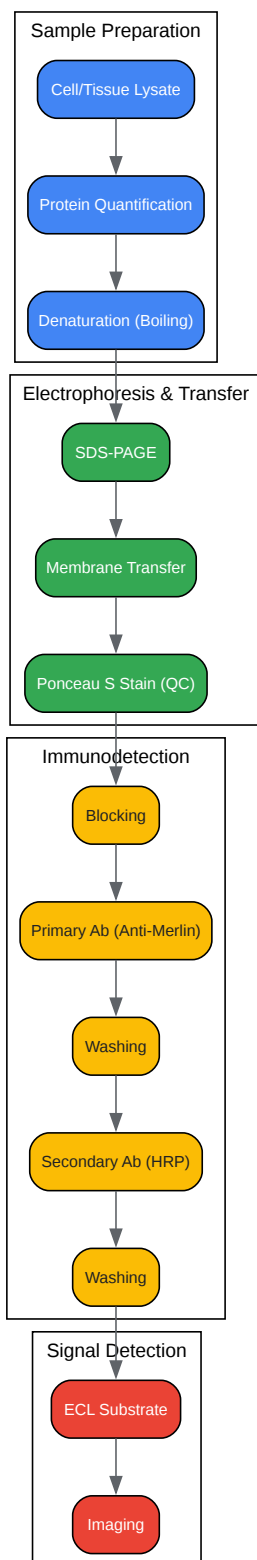 Sample Preparation
Cell/Tissue Lysate
Protein Quantification
Denaturation (Boiling)
Electrophoresis & Transfer
SDS-PAGE
Membrane Transfer
Ponceau S Stain (QC)
Immunodetection
Blocking
Primary Ab (Anti-Merlin)
Washing
Secondary Ab (HRP)
Washing
Signal Detection
ECL Substrate
Imaging